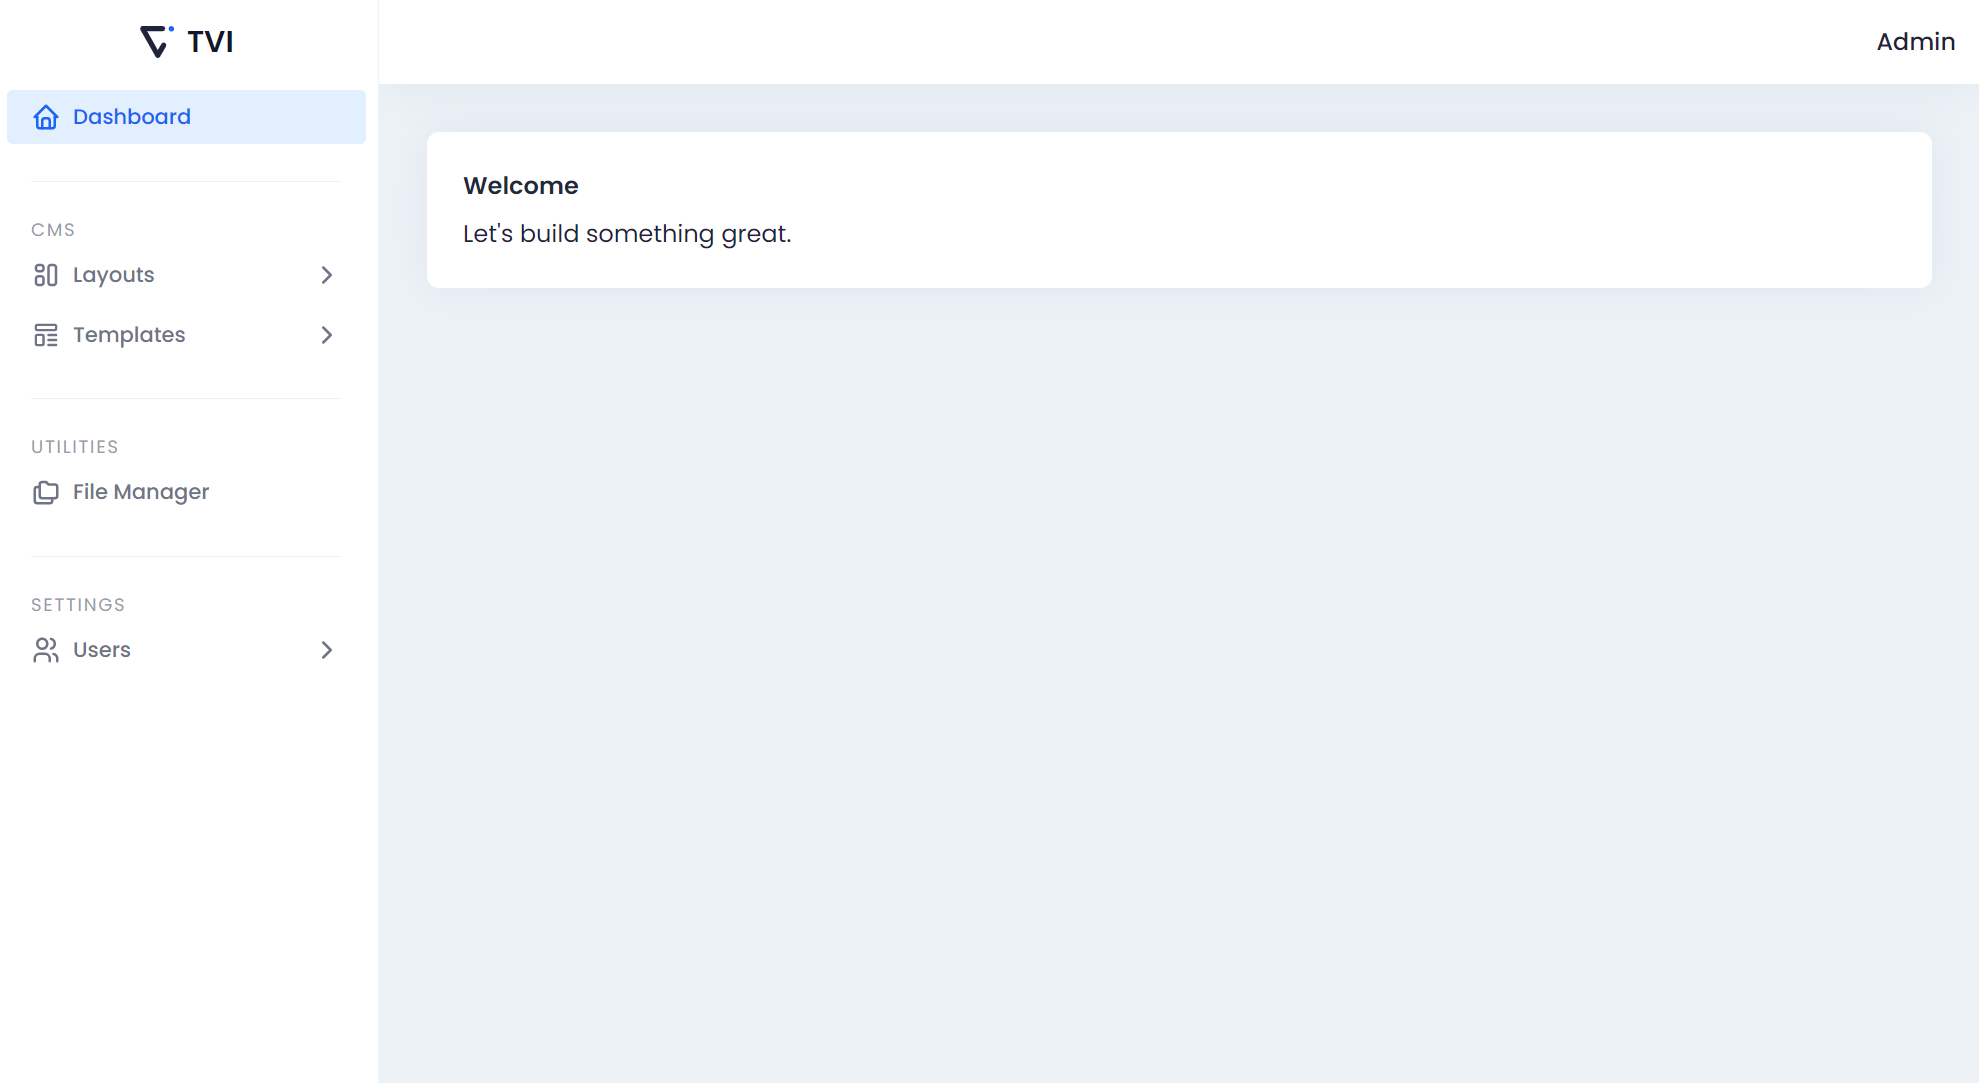 TVI
Admin
Dashboard
Welcome
Let's build something great.
CMS
Layouts
Templates
UTILITIES
File Manager
SETTINGS
Users